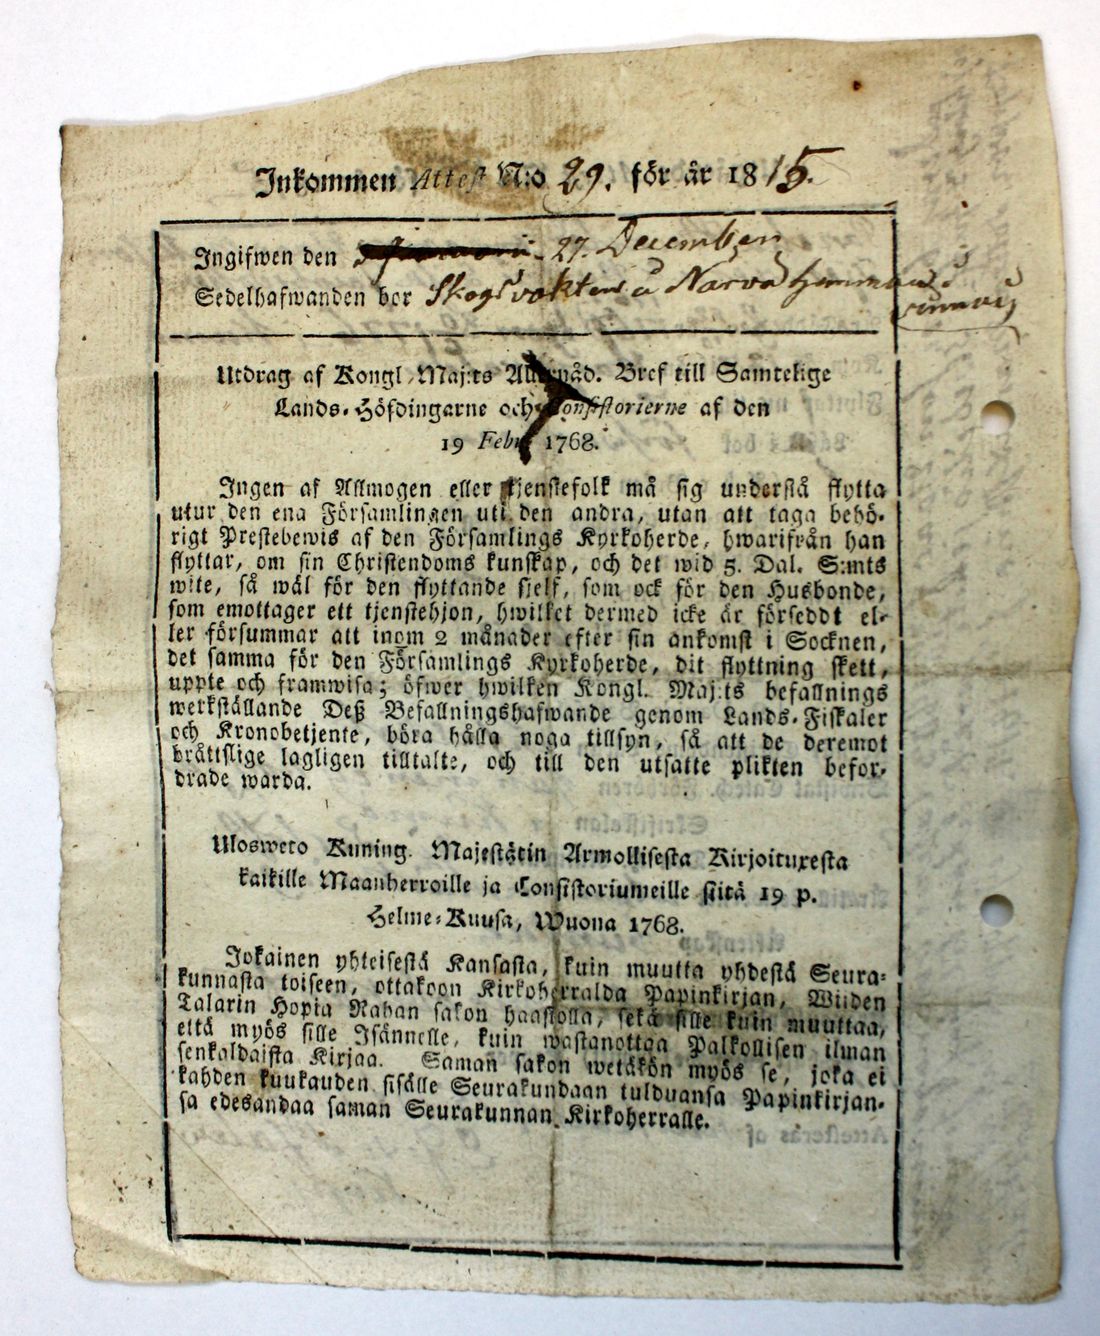 Inkommen Attest N:o 29. för år 1815.
Ingifwen den 27. December
Sedelhafwanden bor Skogsvakten å Narva
Utdrag af Kongl. Maj:ts Allernåd. Bref till Samtelige
Lands-Höfdingarne och Consistorierne af den
19 Febr. 1768.
Ingen af Allmogen eller tjenstefolk må sig understå flytta
utur den ena Församlingen uti den andra, utan att taga behö-
rigt Prestebewis af den Församlings Kyrkoherde, hwarifrån han
flyttar, om sin Christendoms kunskap, och det wid 5. Dal. S:mts
wite, så wäl för den flyttande sjelf, som ock för den Husbonde,
som emottager ett tjenstehjon, hwilket dermed icke är förseddt el-
ler försummar att inom 2 månader efter sin ankomst i Socknen,
det samma för den Församlings Kyrkoherde, dit flyttning skett,
uppte och framwisa; öfwer hwilken Kongl. Maj:ts befallnings
werkställande Deß Befallningshafwande genom Lands-Fiskaler
och Kronobetjente, böra hålla noga tillsyn, så att de deremot
bråttslige lagligen tilltalte, och till den utsatte plikten befor-
drade warda.
Ulosweto Kuning. Majestätin Armollisesta Kirjoituxesta
kaikille Maanherroille ja Consistoriumeille siitä 19 p.
Helme-Kuusa, Wuona 1768.
Jokainen yhteisestä Kansasta, kuin muutta yhdestä Seura-
kunnasta toiseen, ottakoon Kirkoherralda Papinkirjan, Wiiden
Talarin Hopia Rahan sakon haastolla, sekä sille kuin muuttaa,
että myös sille Isännelle, kuin wastanottaa Palkollisen ilman
senkaldaista Kirjaa. Saman sakon wetäkön myös se, joka ei
kahden kuukauden sisälle Seurakundaan tulduansa Papinkirjan-
sa edesandaa saman Seurakunnan Kirkoherralle.